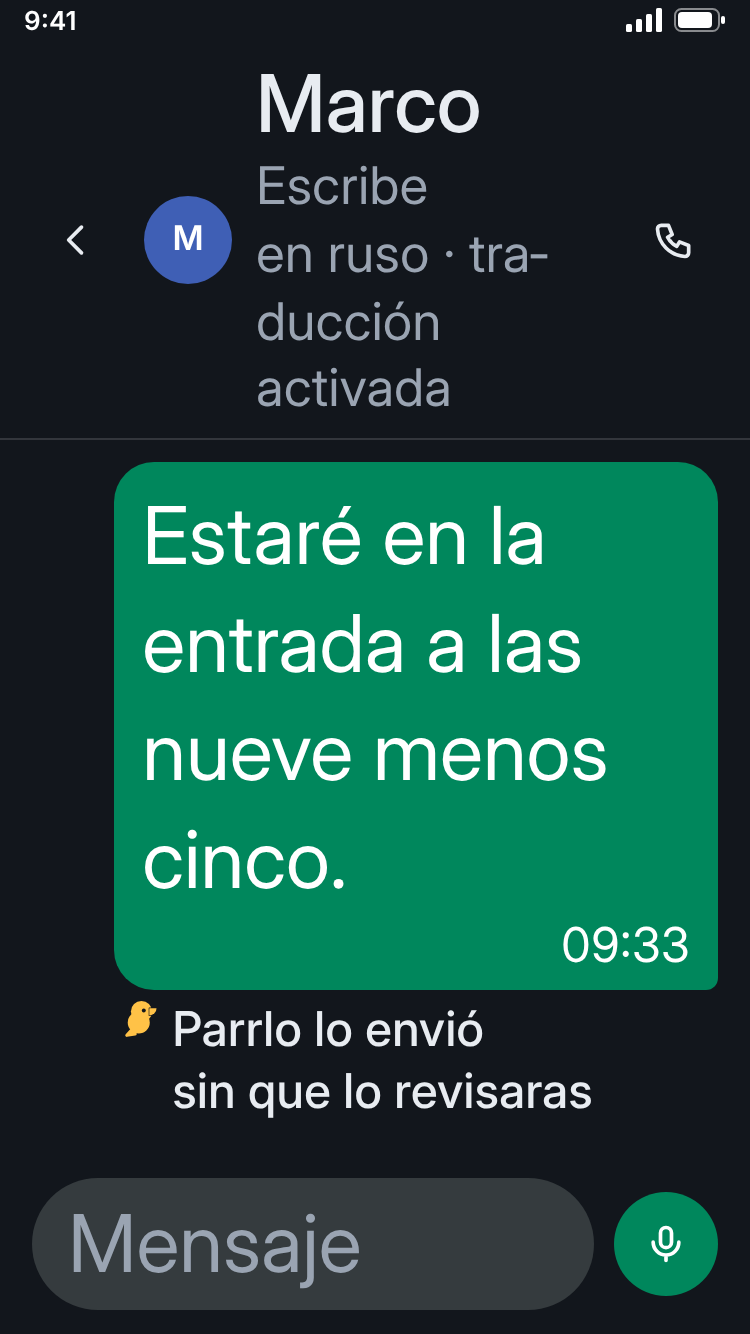 9:41
Marco
Escribe
en ruso · tra-
ducción
activada
M
Estaré en la
entrada a las
nueve menos
cinco.
09:33
Parrlo lo envió
sin que lo revisaras
Mensaje